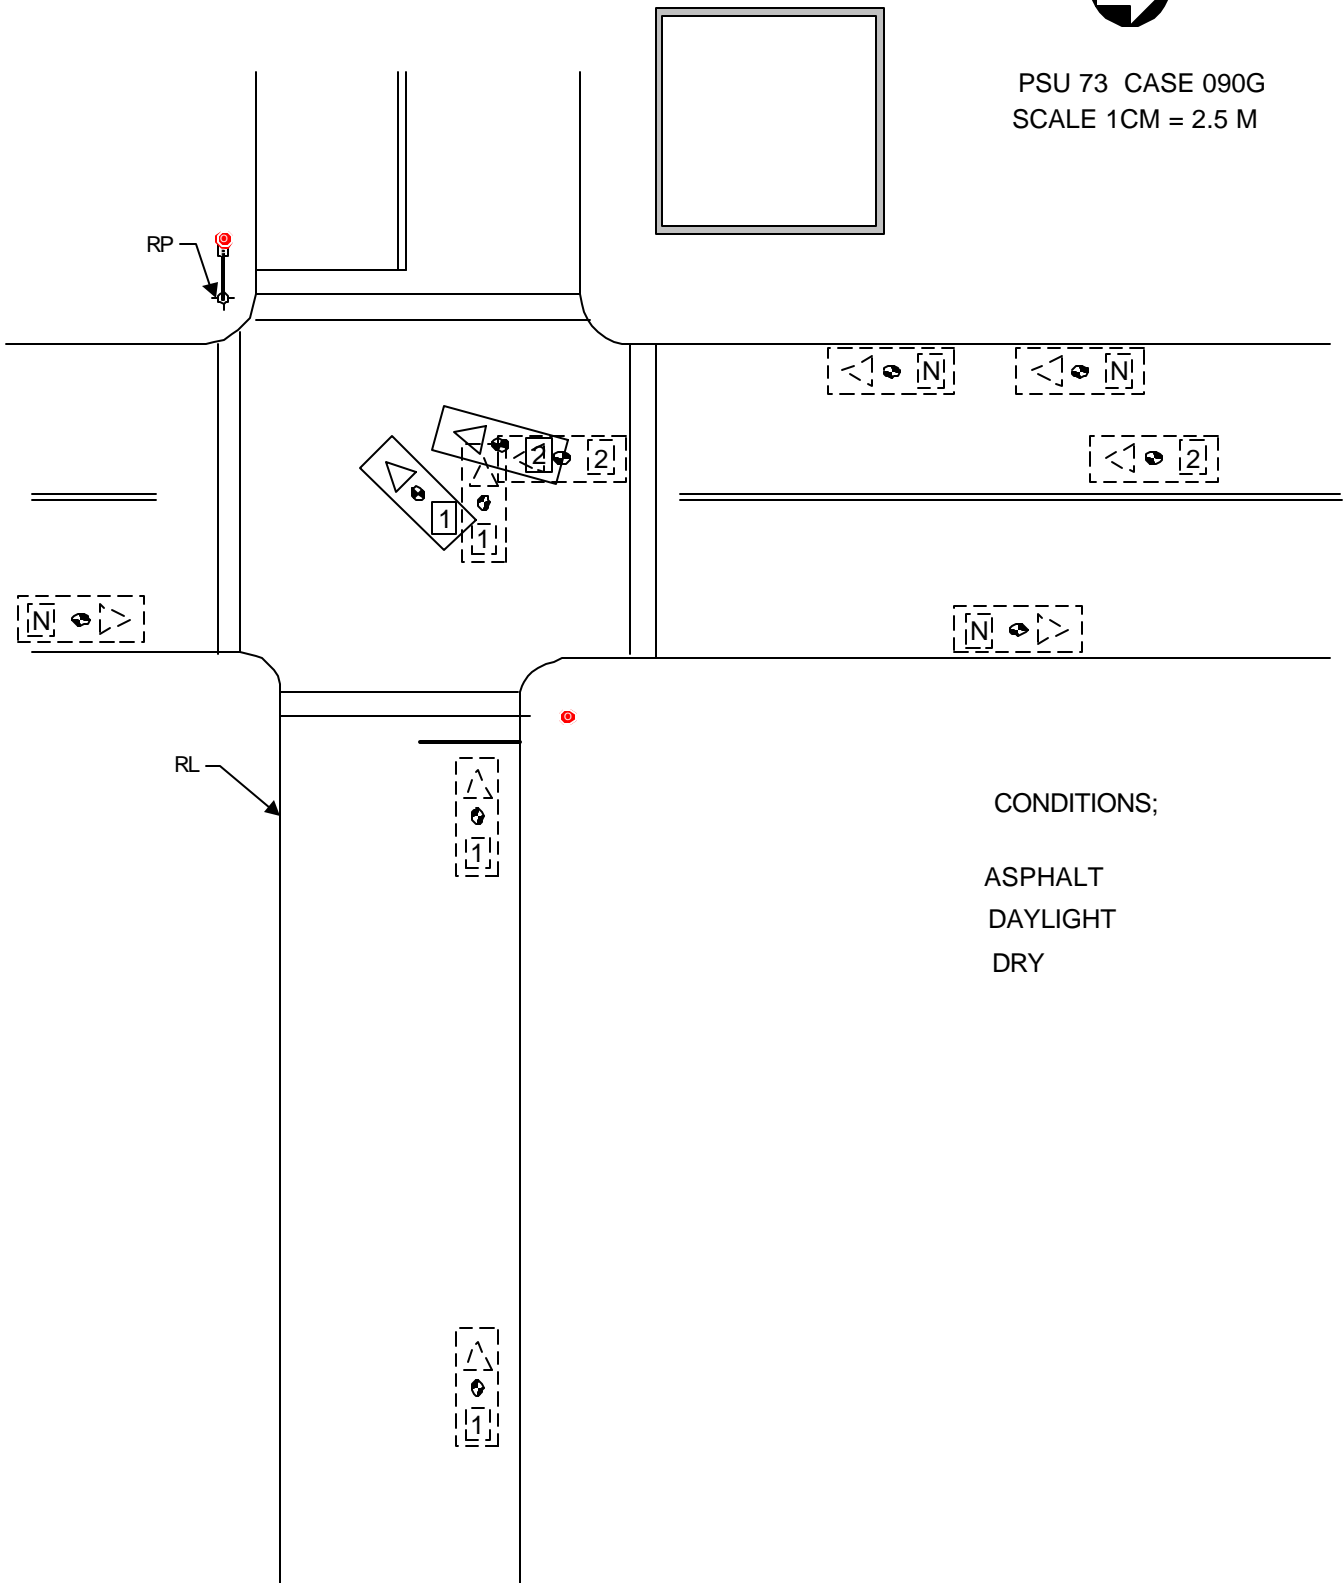 PSU 73 CASE 090G
SCALE 1CM = 2.5 M
RP
N
N
2
2
2
1
1
N
N
RL
1
CONDITIONS;
ASPHALT
DAYLIGHT
DRY
1